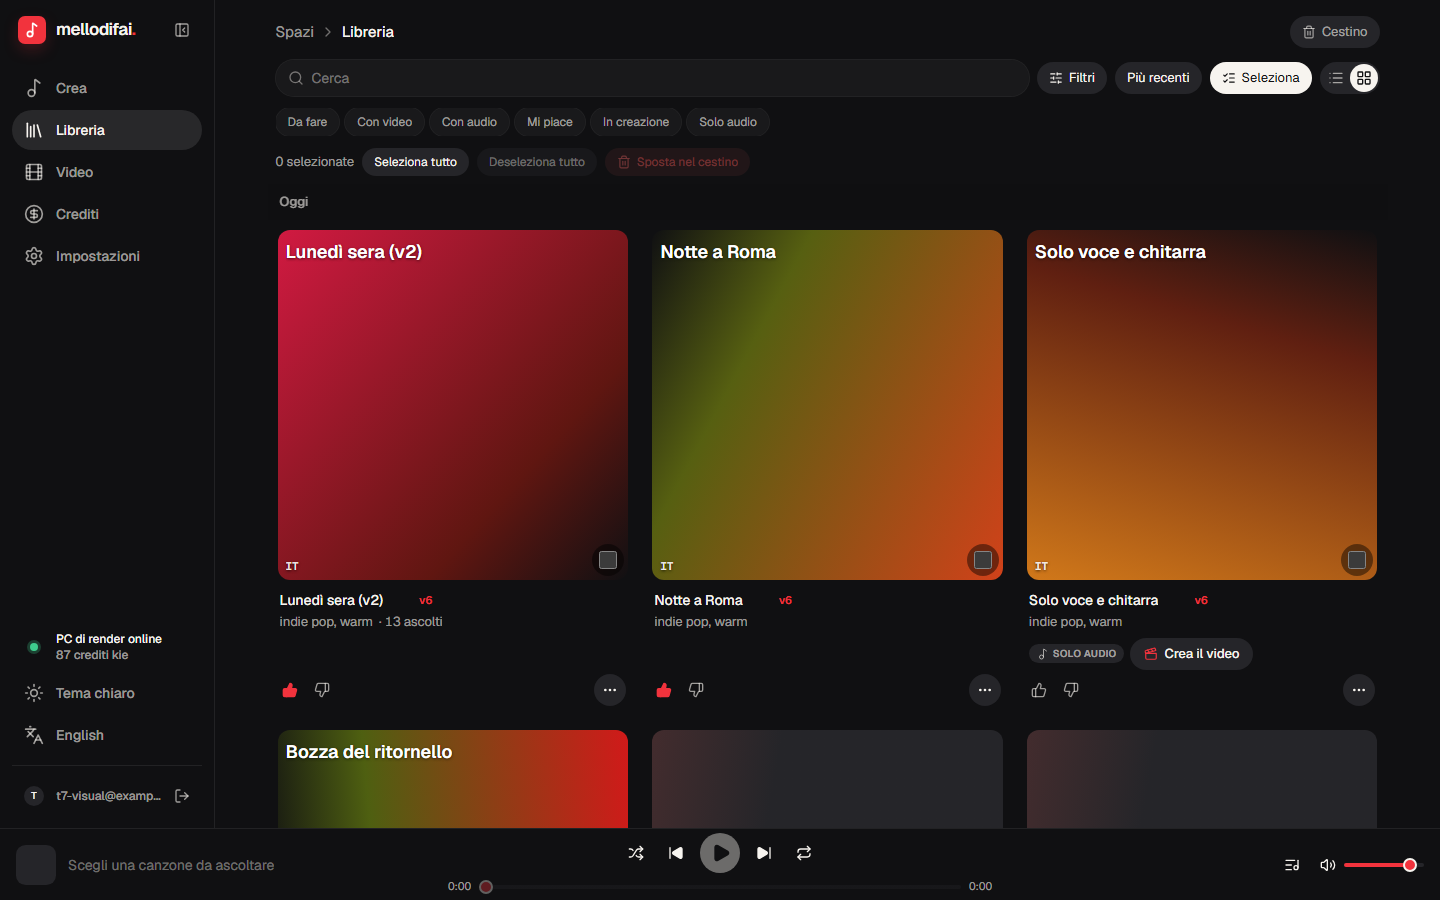 mellodifai.
Crea
Libreria
Video
Crediti
Impostazioni
PC di render online
87 crediti kie
Tema chiaro
English
T t7-visual@examp...
Spazi > Libreria
Cestino
Cerca
Filtri
Più recenti
Seleziona
Da fare
Con video
Con audio
Mi piace
In creazione
Solo audio
0 selezionate
Seleziona tutto
Deseleziona tutto
Sposta nel cestino
Oggi
Lunedì sera (v2)
IT
Lunedì sera (v2) v6
indie pop, warm · 13 ascolti
Notte a Roma
IT
Notte a Roma v6
indie pop, warm
Solo voce e chitarra
IT
Solo voce e chitarra v6
indie pop, warm
SOLO AUDIO
Crea il video
Bozza del ritornello
Scegli una canzone da ascoltare
0:00
0:00